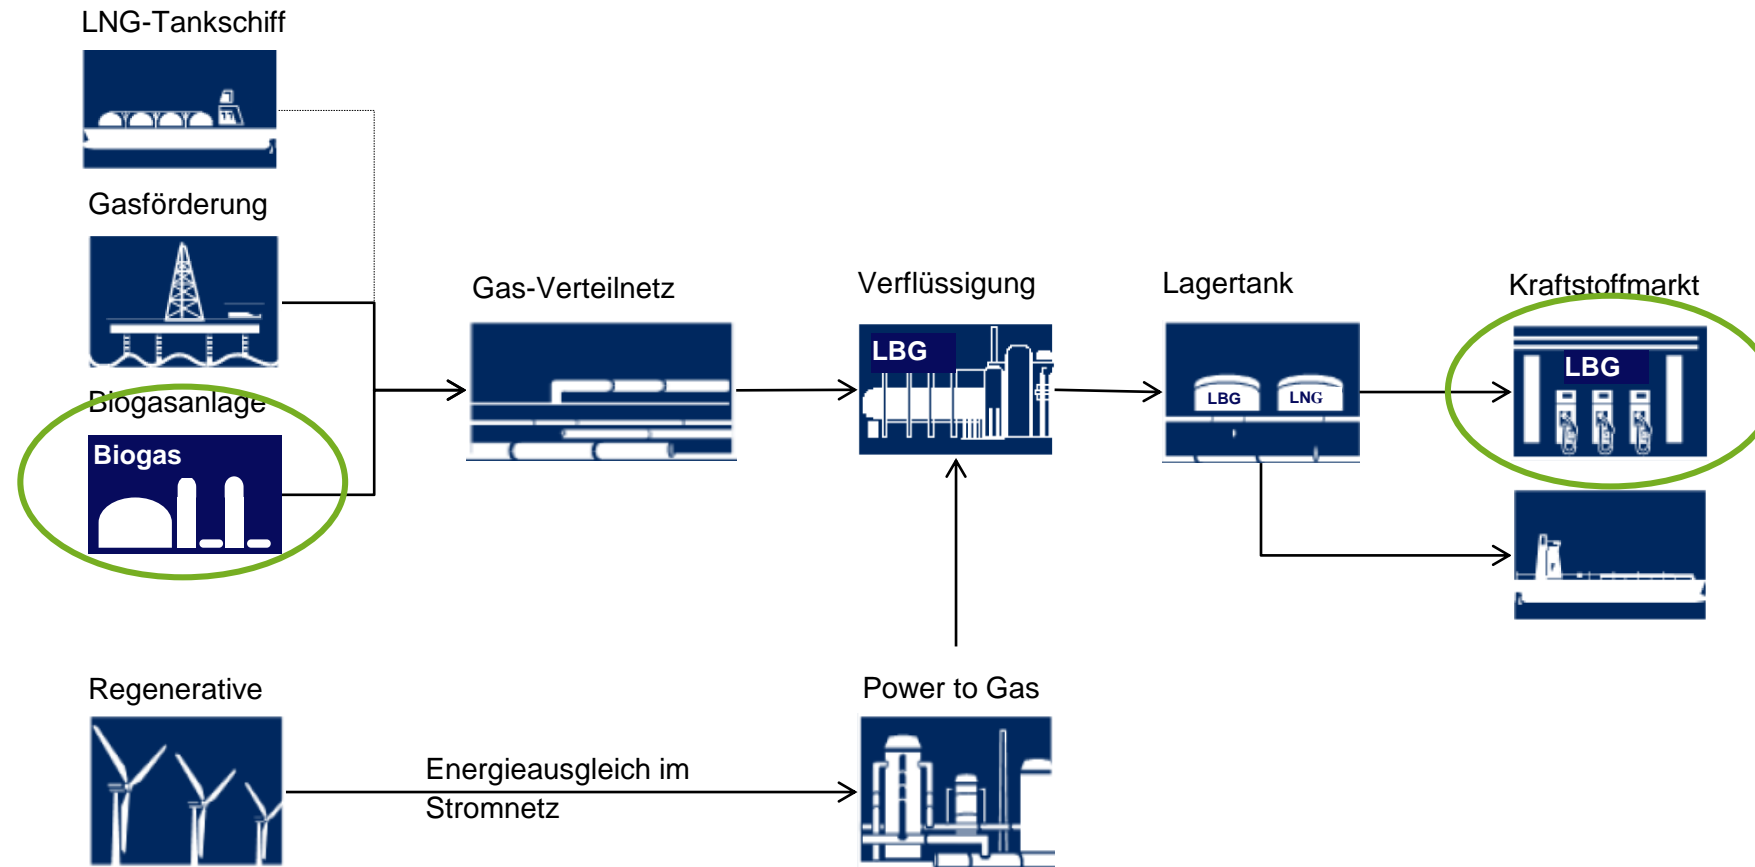 LNG-Tankschiff
Gasförderung
Biogasanlage
Biogas
Gas-Verteilnetz
Verflüssigung
LBG
Lagertank
LBG
LNG
Kraftstoffmarkt
LBG
Regenerative
Energieausgleich im
Stromnetz
Power to Gas